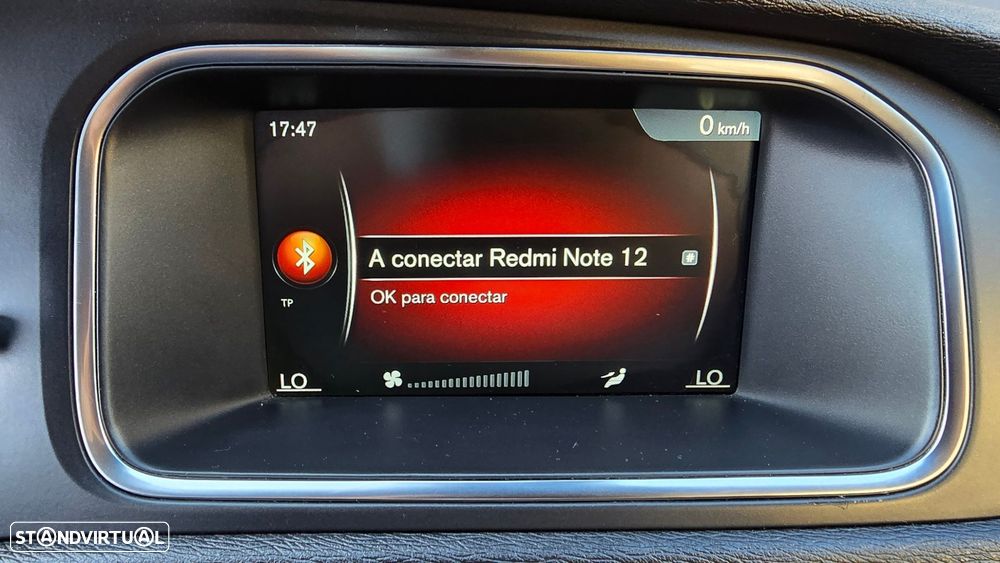 17:47
0 km/h
A conectar Redmi Note 12 #
OK para conectar
TP
LO
LO
STANDVIRTUAL